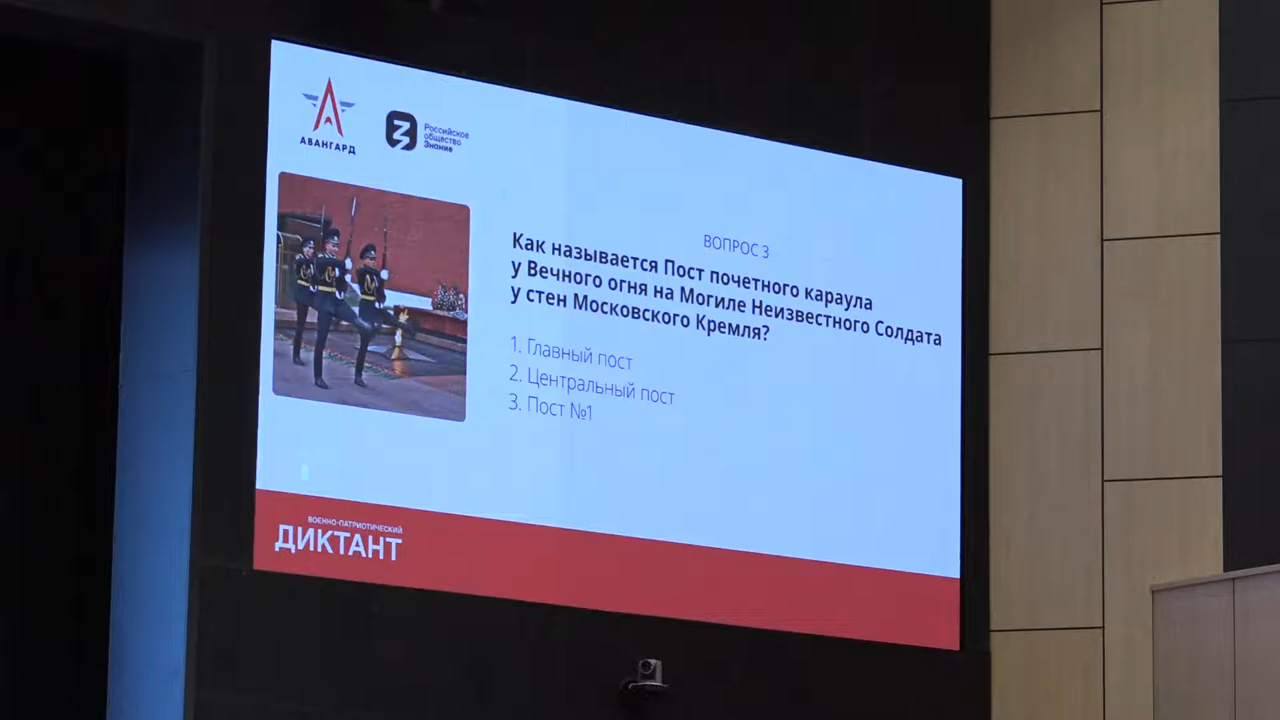 АВАНГАРД
Российское
общество
Знание
ВОПРОС 3
Как называется Пост почетного караула
у Вечного огня на Могиле Неизвестного Солдата
у стен Московского Кремля?
1. Главный пост
2. Центральный пост
3. Пост №1
ВОЕННО-ПАТРИОТИЧЕСКИЙ
ДИКТАНТ